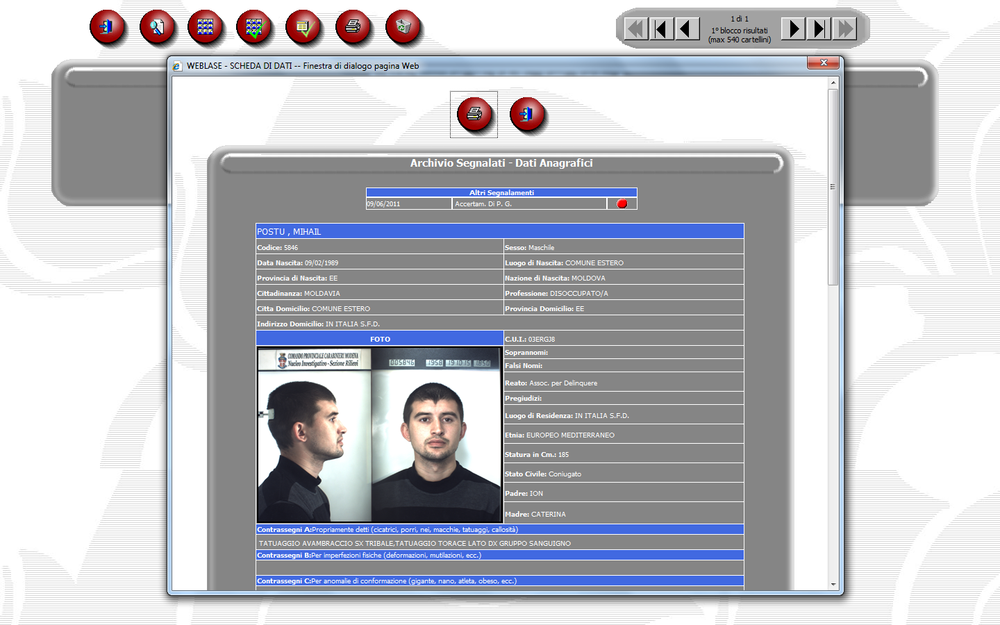 1 di 1
1° blocco risultati
(max 540 cartellini)
WEBLASE - SCHEDA DI DATI -- Finestra di dialogo pagina Web
Archivio Segnalati - Dati Anagrafici
Altri Segnalamenti
09/06/2011 Accertam. Di P. G.
POSTU , MIHAIL
Codice: 5846 Sesso: Maschile
Data Nascita: 09/02/1989 Luogo di Nascita: COMUNE ESTERO
Provincia di Nascita: EE Nazione di Nascita: MOLDOVA
Cittadinanza: MOLDAVIA Professione: DISOCCUPATO/A
Citta Domicilio: COMUNE ESTERO Provincia Domicilio: EE
Indirizzo Domicilio: IN ITALIA S.F.D.
FOTO C.U.I.: 03ERGJ8
COMANDO PROVINCIALE CARABINIERI MODENA
Nucleo Investigativo - Sezione Rilievi
005846 1958 191015 1850
Soprannomi:
Falsi Nomi:
Reato: Assoc. per Delinquere
Pregiudizi:
Luogo di Residenza: IN ITALIA S.F.D.
Etnia: EUROPEO MEDITERRANEO
Statura in Cm.: 185
Stato Civile: Coniugato
Padre: ION
Madre: CATERINA
Contrassegni A:Propriamente detti (cicatrici, porri, nei, macchie, tatuaggi, callosità)
TATUAGGIO AVAMBRACCIO SX TRIBALE,TATUAGGIO TORACE LATO DX GRUPPO SANGUIGNO
Contrassegni B:Per imperfezioni fisiche (deformazioni, mutilazioni, ecc.)
Contrassegni C:Per anomalie di conformazione (gigante, nano, atleta, obeso, ecc.)